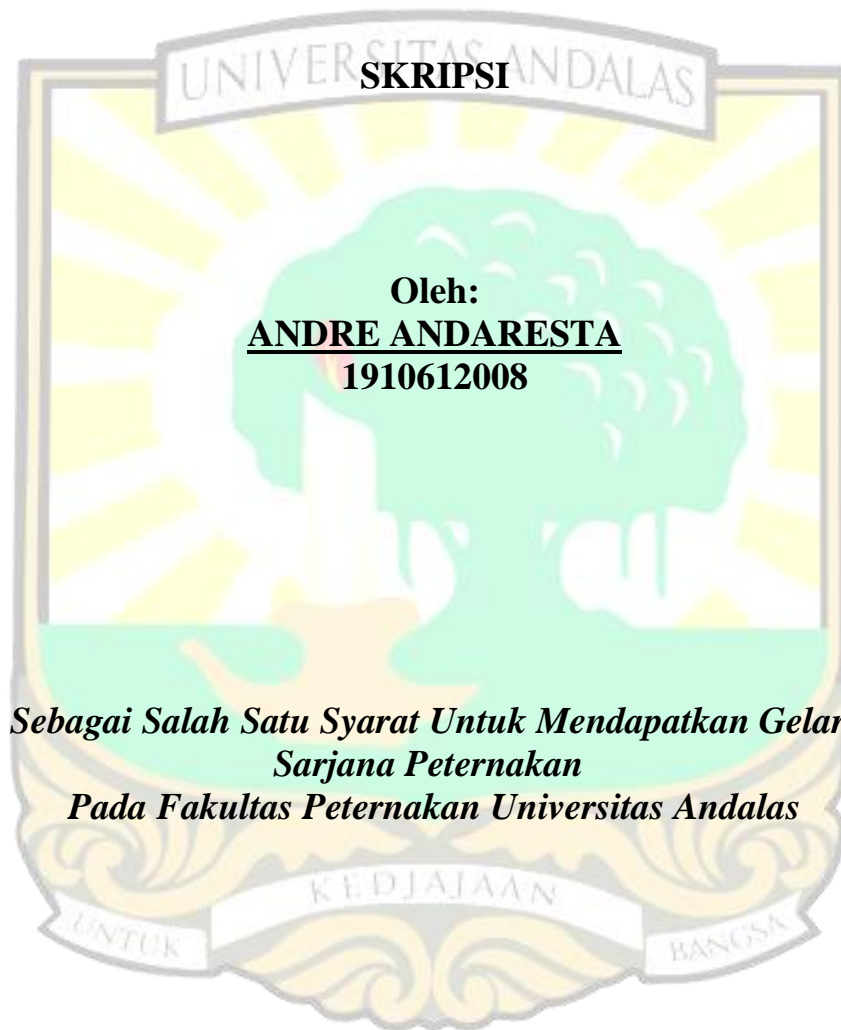 UNIVERSITAS ANDALAS
SKRIPSI
Oleh:
ANDRE ANDARESTA
1910612008
Sebagai Salah Satu Syarat Untuk Mendapatkan Gelar
Sarjana Peternakan
Pada Fakultas Peternakan Universitas Andalas
UNTUK KEDJAJAAN BANGSA